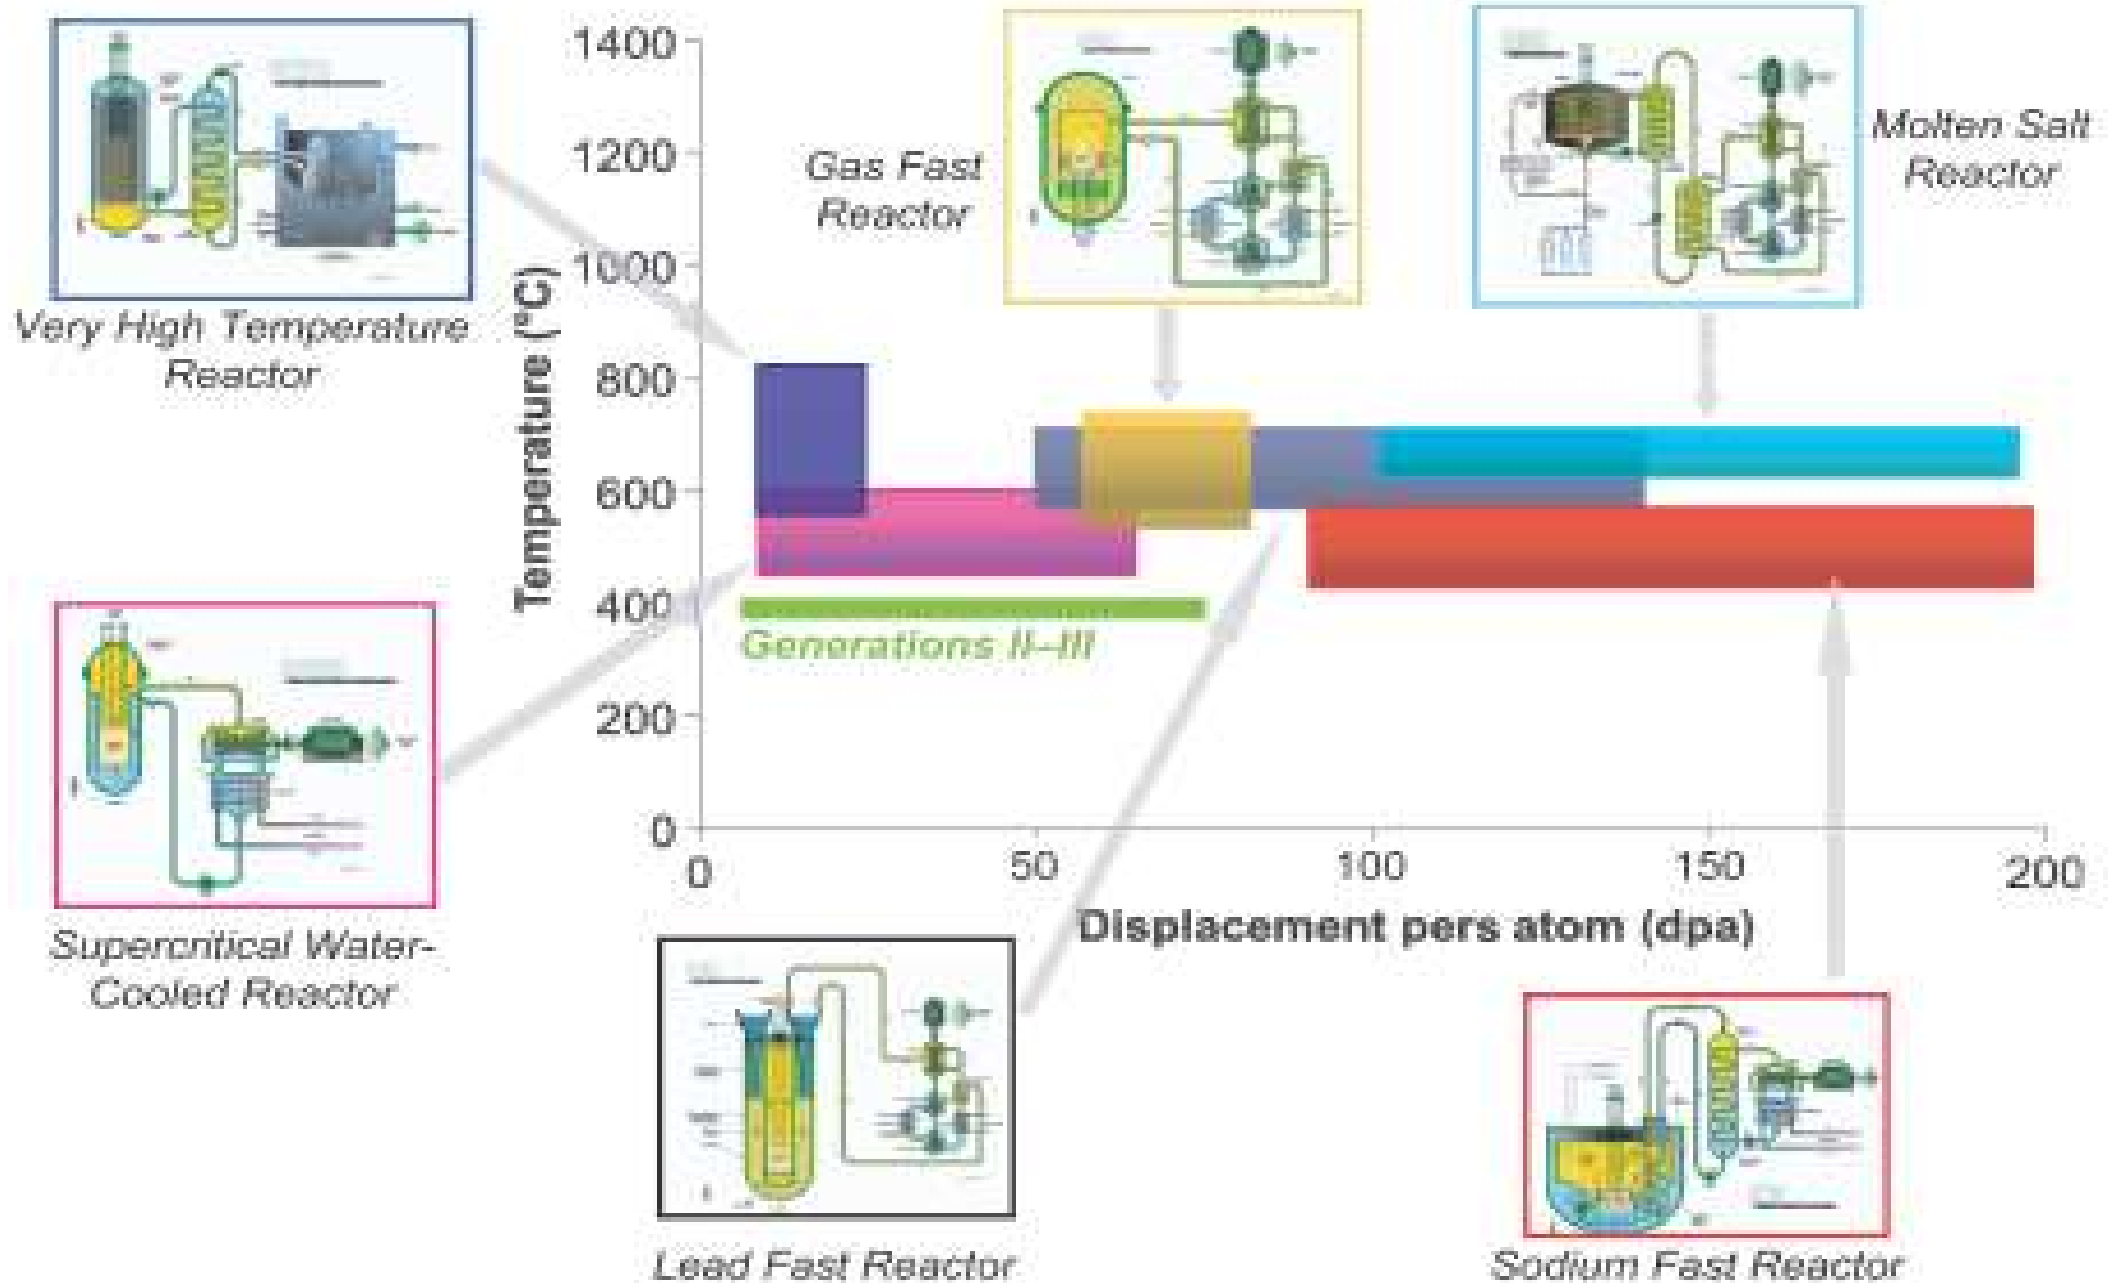 Very High Temperature
Reactor
Gas Fast
Reactor
Molten Salt
Reactor
Temperature (°C)
1400
1200
1000
800
600
400
200
0
Generations II–III
0
50
100
150
200
Displacement pers atom (dpa)
Supercritical Water-
Cooled Reactor
Lead Fast Reactor
Sodium Fast Reactor